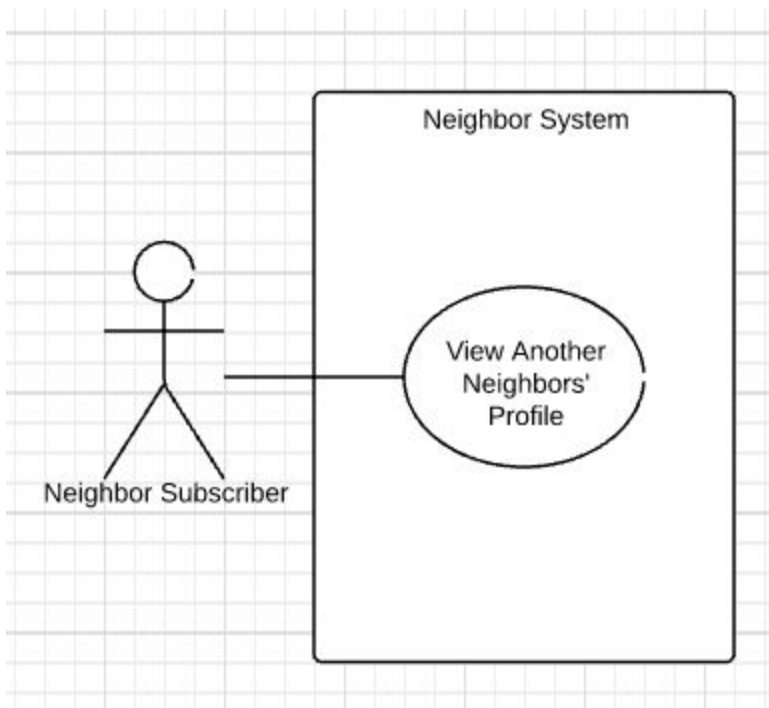 Neighbor System
View Another
Neighbors'
Profile
Neighbor Subscriber